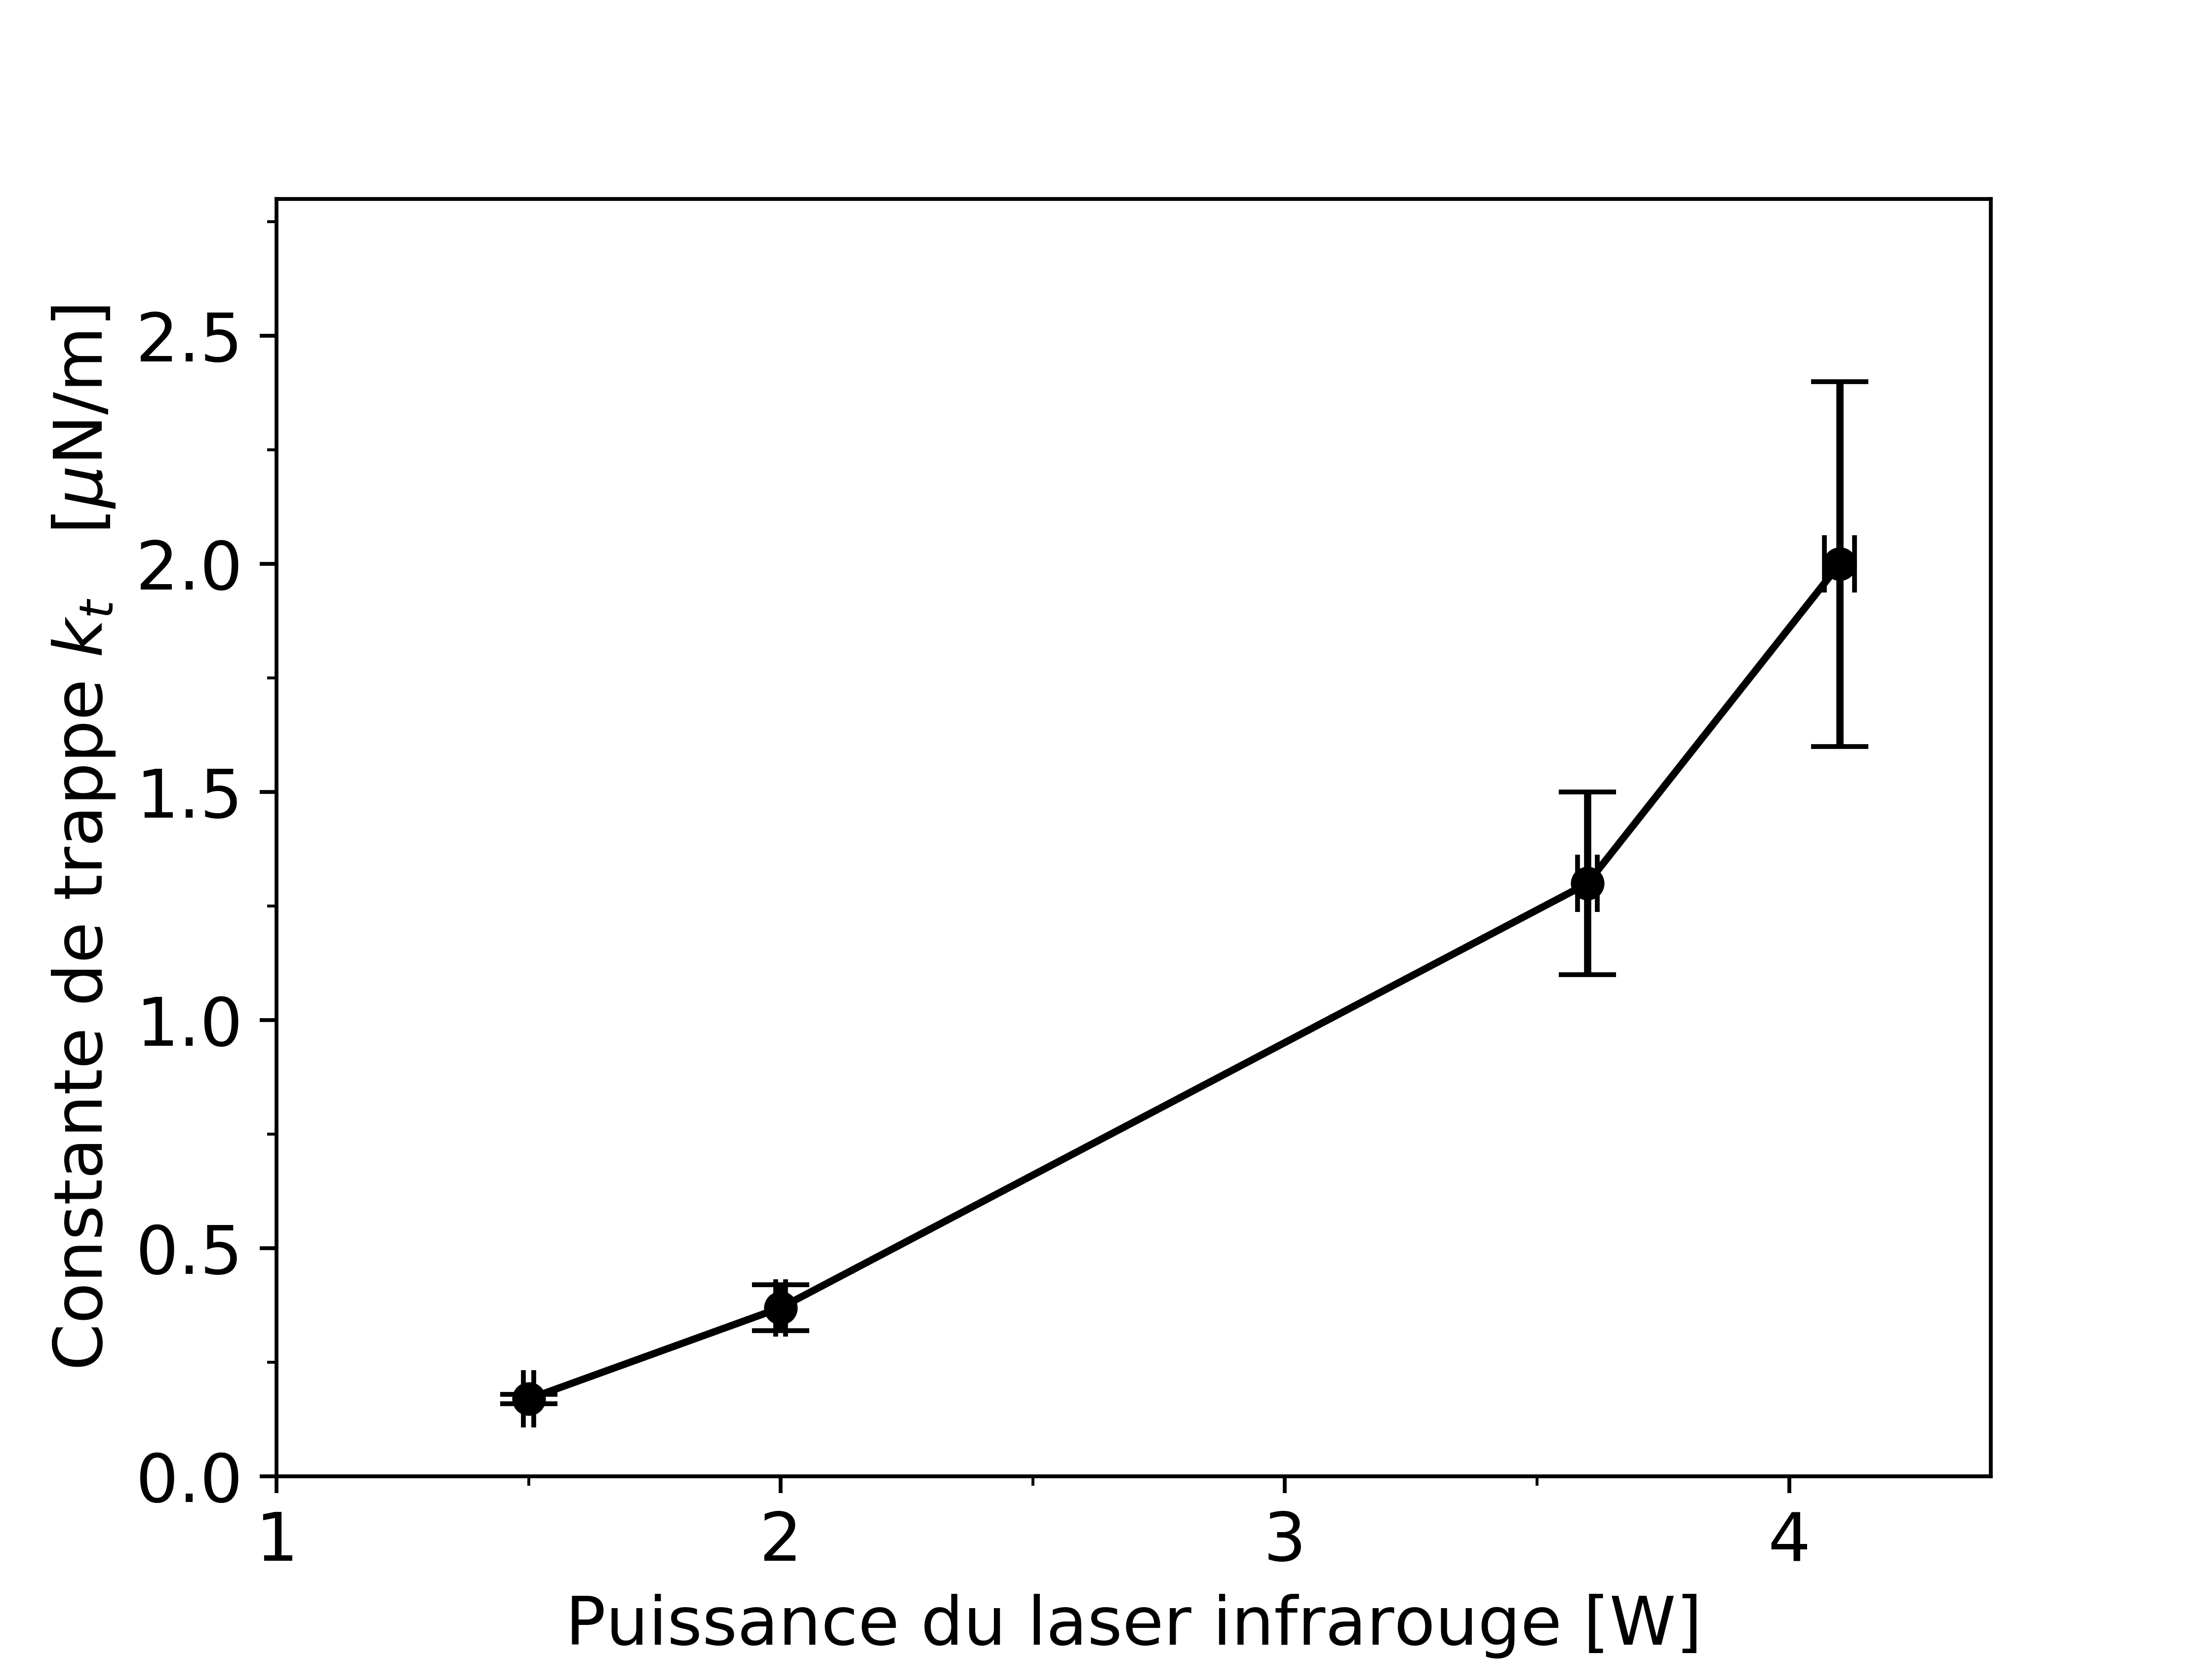 Constante de trappe $k_t$ [$\mu$N/m]
2.5
2.0
1.5
1.0
0.5
0.0
1 2 3 4
Puissance du laser infrarouge [W]